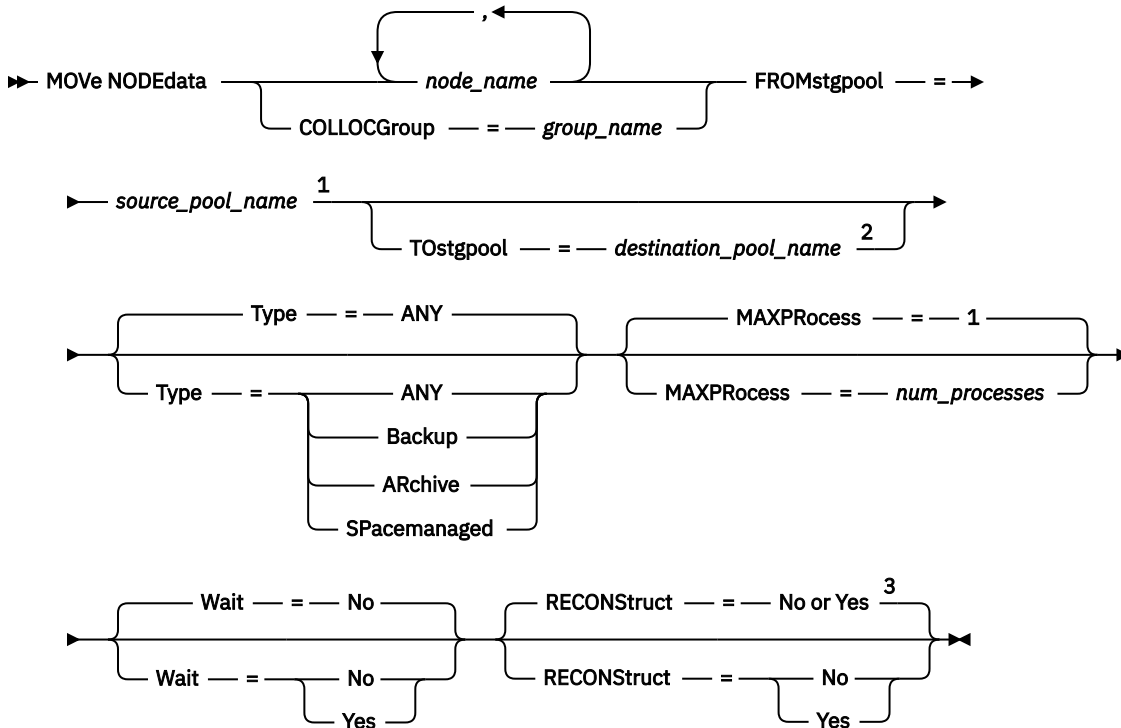 ,
MOVe NODEdata node_name FROMstgpool =
COLLOCGroup = group_name
source_pool_name 1
TOstgpool = destination_pool_name 2
Type = ANY MAXPRocess = 1
Type = ANY MAXPRocess = num_processes
Backup
ARchive
SPacemanaged
Wait = No RECONStruct = No or Yes 3
Wait = No RECONStruct = No
Yes Yes